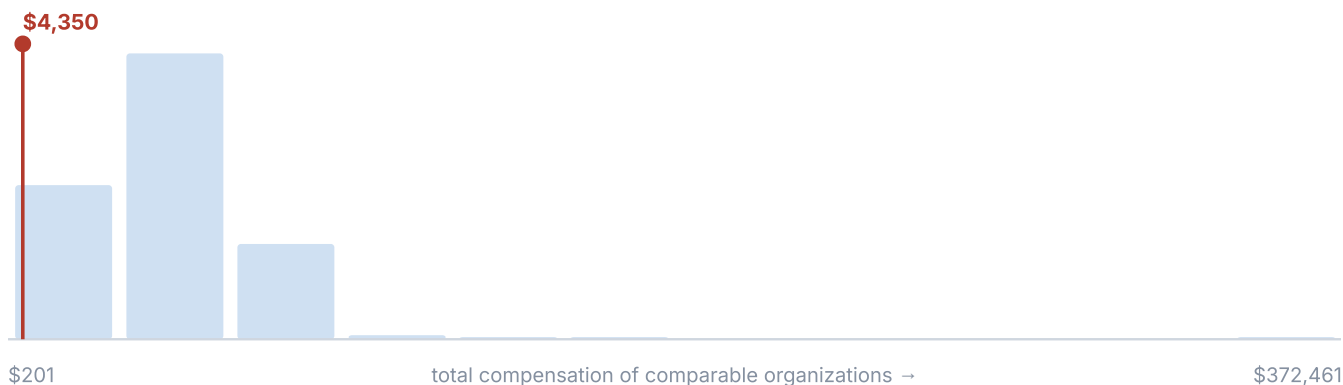 $4,350
$201
total compensation of comparable organizations →
$372,461